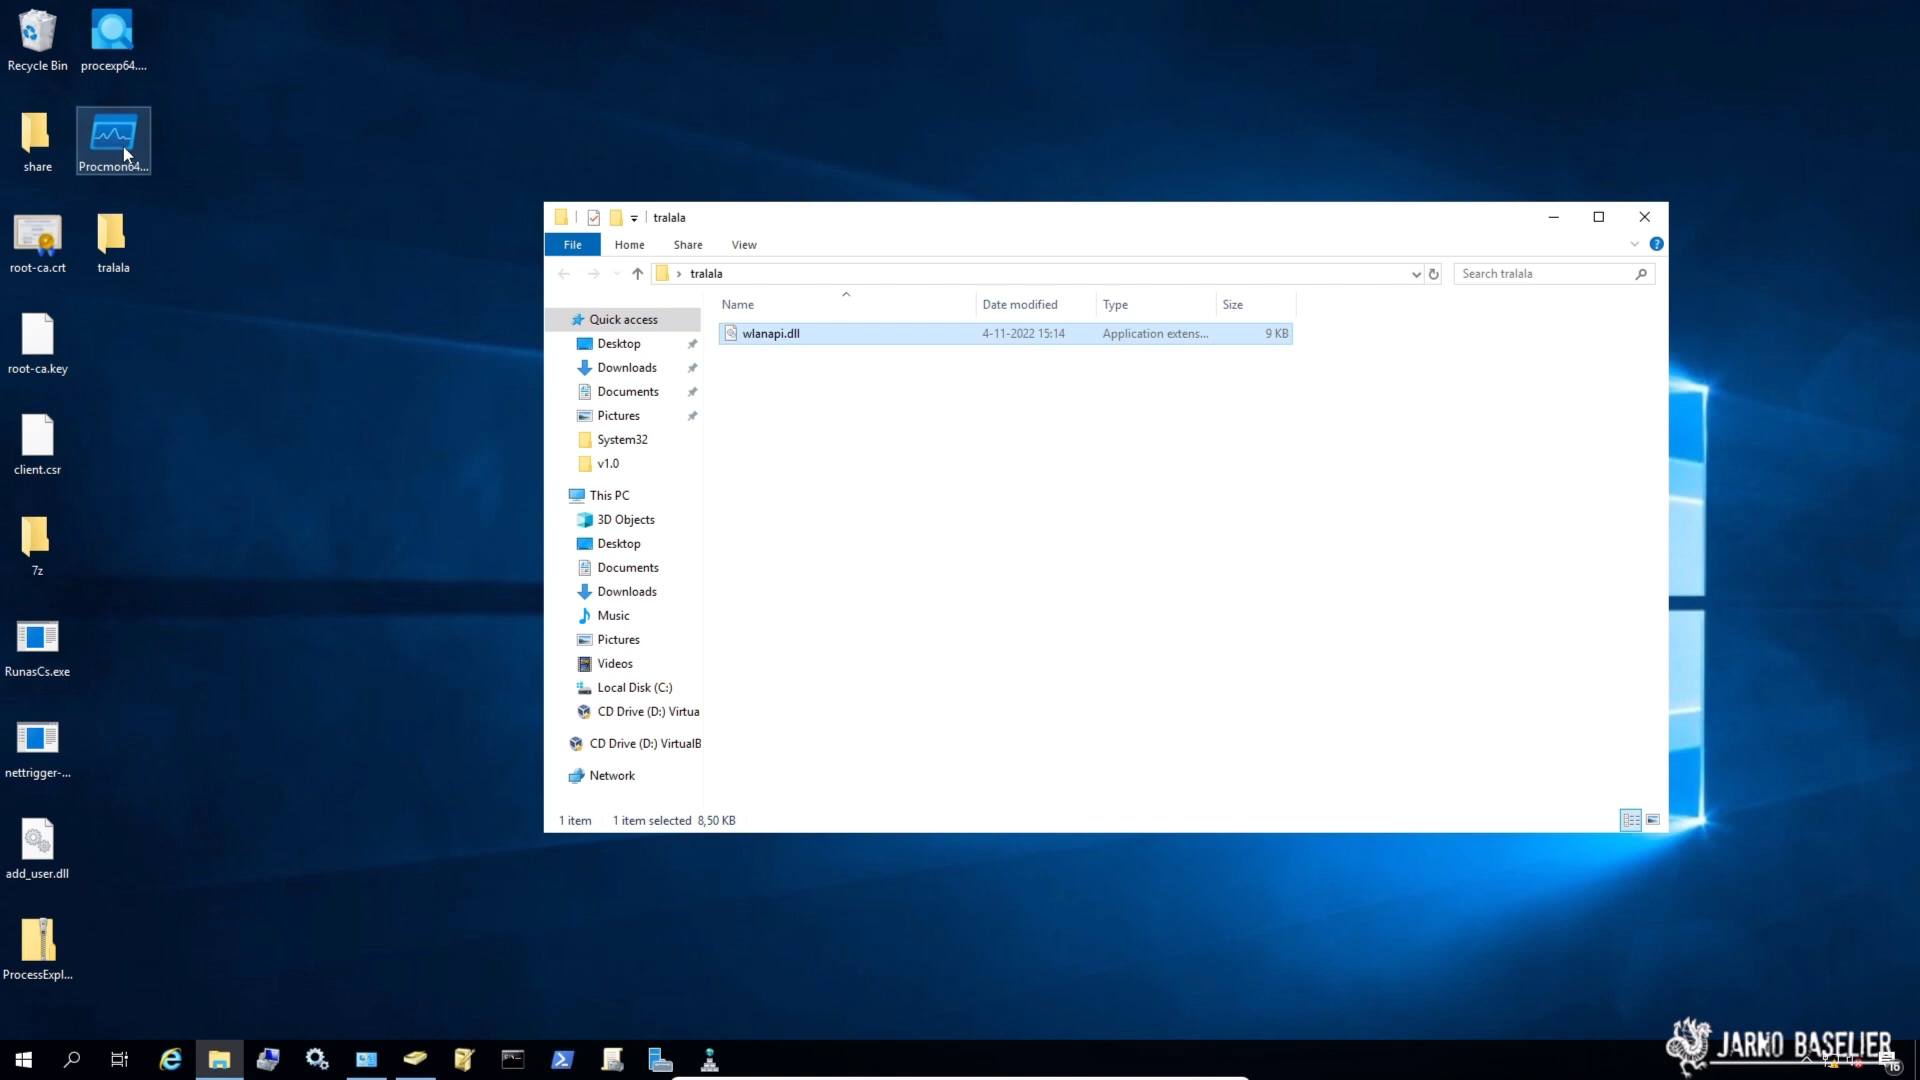 Recycle Bin
procexp64....
share
Procmon64...
root-ca.crt
tralala
root-ca.key
client.csr
7z
RunasCs.exe
nettrigger-...
add_user.dll
ProcessExpl...
tralala
File
Home
Share
View
tralala
Search tralala
Name
Date modified
Type
Size
wlanapi.dll
4-11-2022 15:14
Application extens...
9 KB
Quick access
Desktop
Downloads
Documents
Pictures
System32
v1.0
This PC
3D Objects
Desktop
Documents
Downloads
Music
Pictures
Videos
Local Disk (C:)
CD Drive (D:) Virtua
CD Drive (D:) VirtualB
Network
1 item
1 item selected 8,50 KB
JARNO BASELIER
16